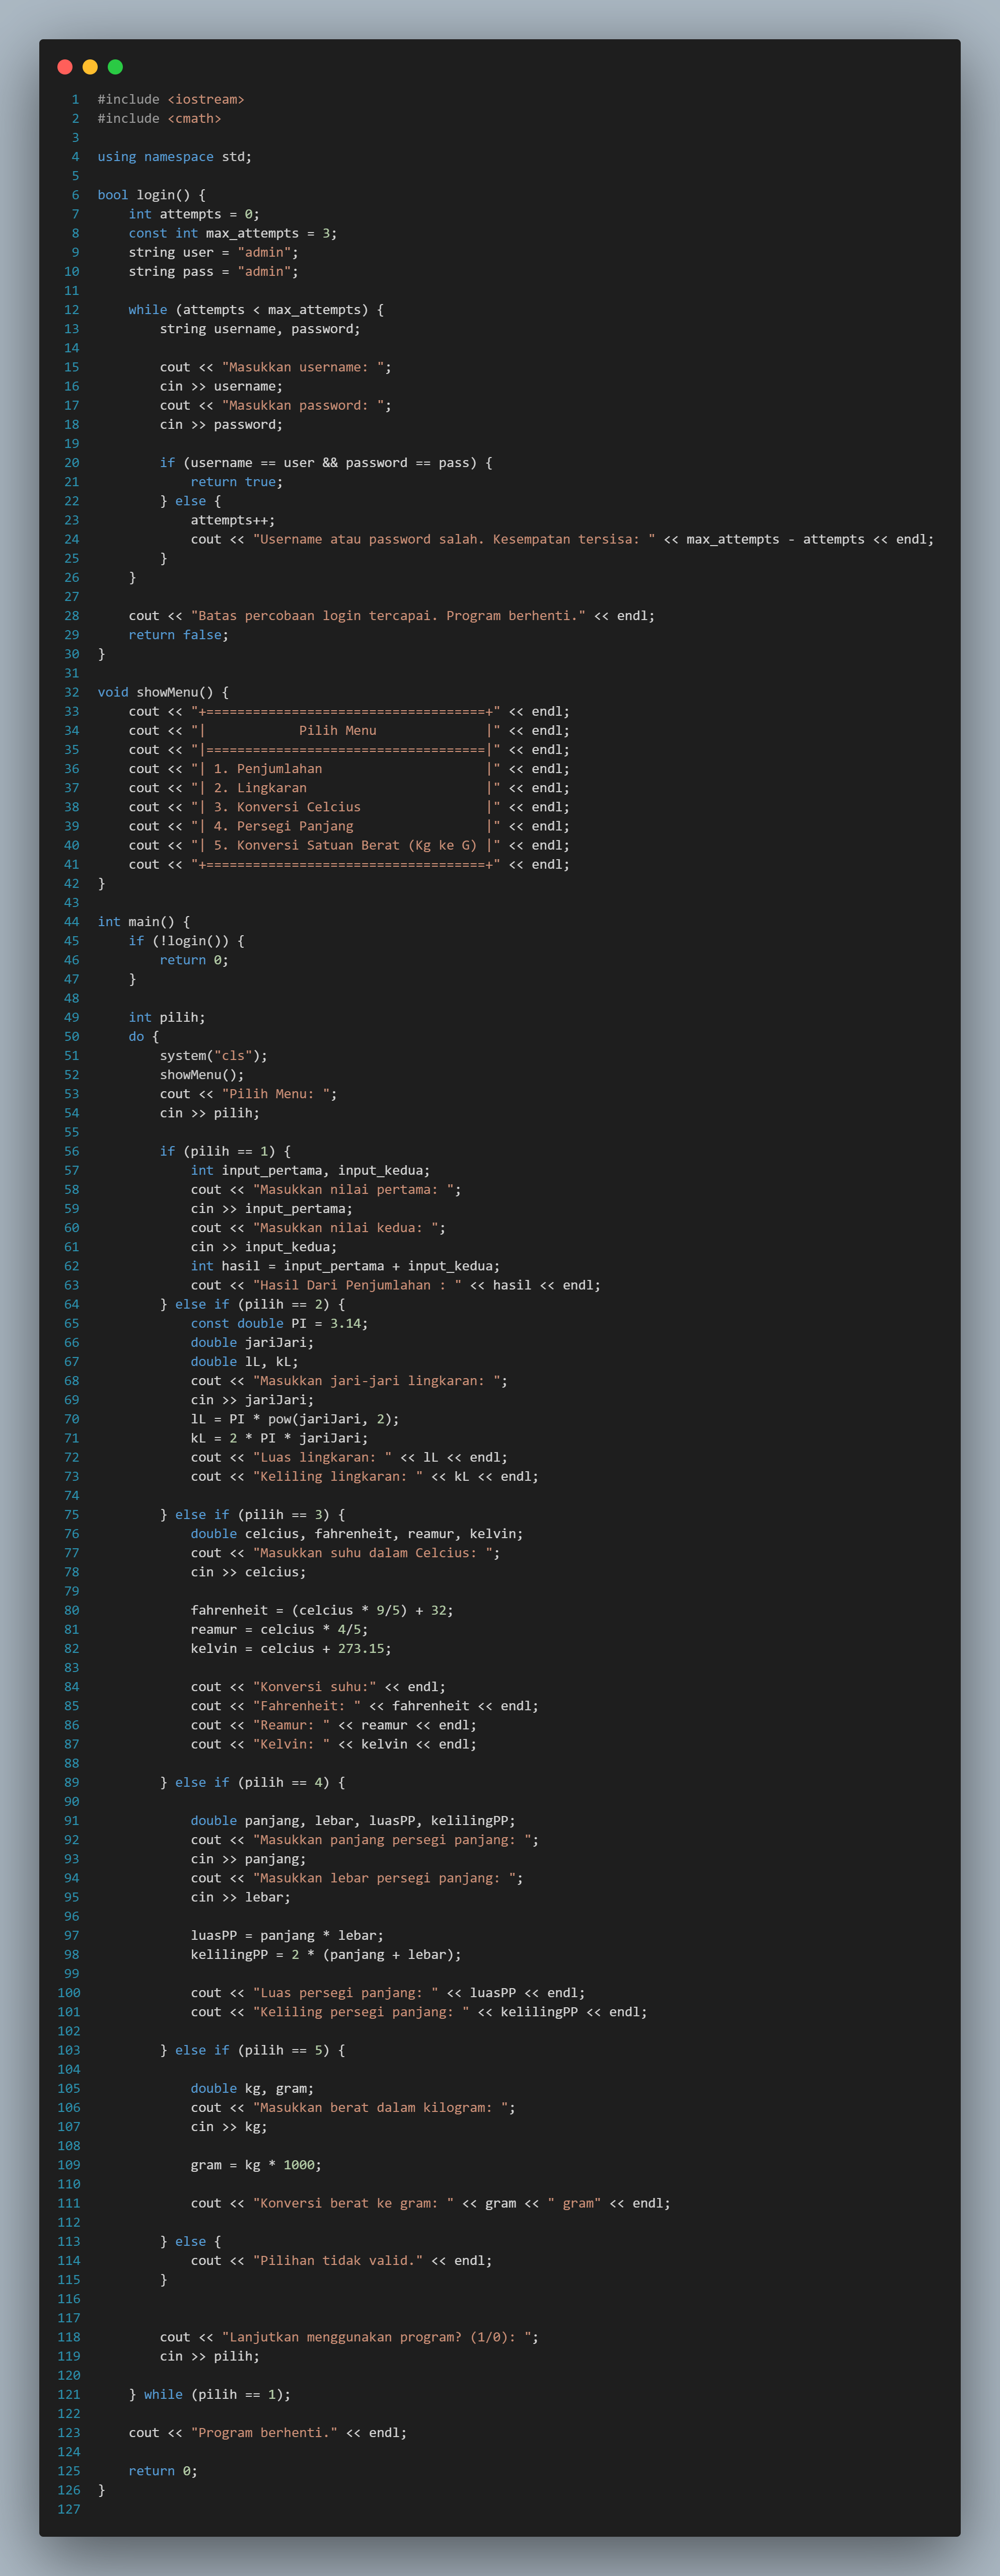 1 #include <iostream>
2 #include <cmath>
3
4 using namespace std;
5
6 bool login() {
7     int attempts = 0;
8     const int max_attempts = 3;
9     string user = "admin";
10     string pass = "admin";
11
12     while (attempts < max_attempts) {
13         string username, password;
14
15         cout << "Masukkan username: ";
16         cin >> username;
17         cout << "Masukkan password: ";
18         cin >> password;
19
20         if (username == user && password == pass) {
21             return true;
22         } else {
23             attempts++;
24             cout << "Username atau password salah. Kesempatan tersisa: " << max_attempts - attempts << endl;
25         }
26     }
27
28     cout << "Batas percobaan login tercapai. Program berhenti." << endl;
29     return false;
30 }
31
32 void showMenu() {
33     cout << "+====================================+" << endl;
34     cout << "|            Pilih Menu              |" << endl;
35     cout << "|====================================|" << endl;
36     cout << "| 1. Penjumlahan                     |" << endl;
37     cout << "| 2. Lingkaran                       |" << endl;
38     cout << "| 3. Konversi Celcius                |" << endl;
39     cout << "| 4. Persegi Panjang                 |" << endl;
40     cout << "| 5. Konversi Satuan Berat (Kg ke G) |" << endl;
41     cout << "+====================================+" << endl;
42 }
43
44 int main() {
45     if (!login()) {
46         return 0;
47     }
48
49     int pilih;
50     do {
51         system("cls");
52         showMenu();
53         cout << "Pilih Menu: ";
54         cin >> pilih;
55
56         if (pilih == 1) {
57             int input_pertama, input_kedua;
58             cout << "Masukkan nilai pertama: ";
59             cin >> input_pertama;
60             cout << "Masukkan nilai kedua: ";
61             cin >> input_kedua;
62             int hasil = input_pertama + input_kedua;
63             cout << "Hasil Dari Penjumlahan : " << hasil << endl;
64         } else if (pilih == 2) {
65             const double PI = 3.14;
66             double jariJari;
67             double lL, kL;
68             cout << "Masukkan jari-jari lingkaran: ";
69             cin >> jariJari;
70             lL = PI * pow(jariJari, 2);
71             kL = 2 * PI * jariJari;
72             cout << "Luas lingkaran: " << lL << endl;
73             cout << "Keliling lingkaran: " << kL << endl;
74
75         } else if (pilih == 3) {
76             double celcius, fahrenheit, reamur, kelvin;
77             cout << "Masukkan suhu dalam Celcius: ";
78             cin >> celcius;
79
80             fahrenheit = (celcius * 9/5) + 32;
81             reamur = celcius * 4/5;
82             kelvin = celcius + 273.15;
83
84             cout << "Konversi suhu:" << endl;
85             cout << "Fahrenheit: " << fahrenheit << endl;
86             cout << "Reamur: " << reamur << endl;
87             cout << "Kelvin: " << kelvin << endl;
88
89         } else if (pilih == 4) {
90
91             double panjang, lebar, luasPP, kelilingPP;
92             cout << "Masukkan panjang persegi panjang: ";
93             cin >> panjang;
94             cout << "Masukkan lebar persegi panjang: ";
95             cin >> lebar;
96
97             luasPP = panjang * lebar;
98             kelilingPP = 2 * (panjang + lebar);
99
100             cout << "Luas persegi panjang: " << luasPP << endl;
101             cout << "Keliling persegi panjang: " << kelilingPP << endl;
102
103         } else if (pilih == 5) {
104
105             double kg, gram;
106             cout << "Masukkan berat dalam kilogram: ";
107             cin >> kg;
108
109             gram = kg * 1000;
110
111             cout << "Konversi berat ke gram: " << gram << " gram" << endl;
112
113         } else {
114             cout << "Pilihan tidak valid." << endl;
115         }
116
117
118         cout << "Lanjutkan menggunakan program? (1/0): ";
119         cin >> pilih;
120
121     } while (pilih == 1);
122
123     cout << "Program berhenti." << endl;
124
125     return 0;
126 }
127